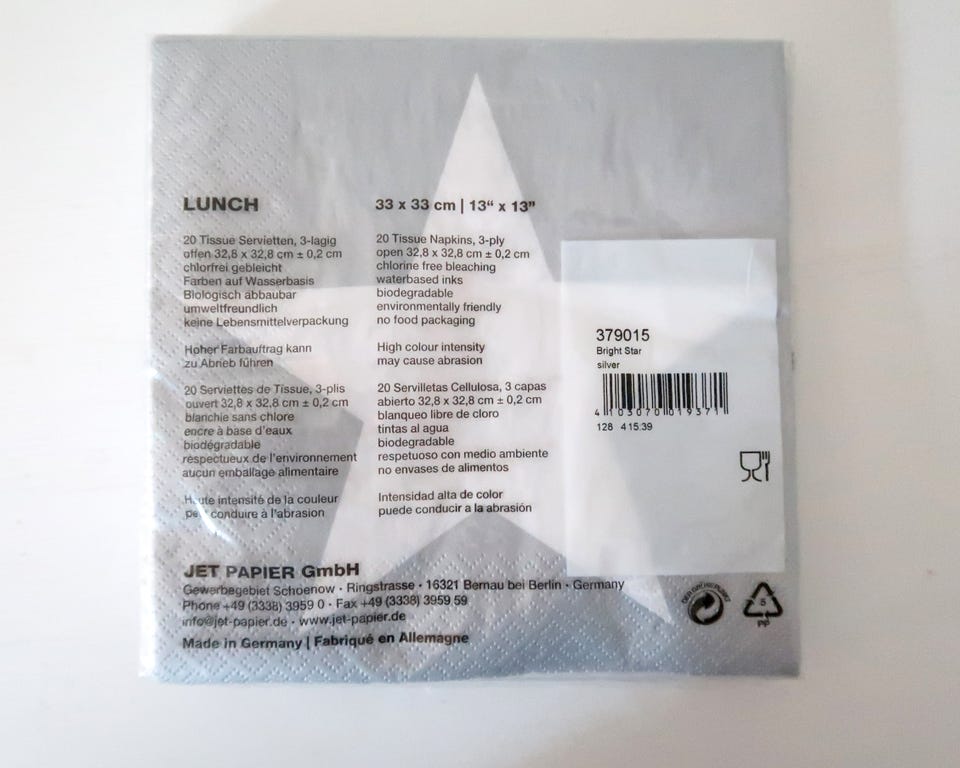 LUNCH
33 x 33 cm | 13“ x 13”
20 Tissue Servietten, 3-lagig
offen 32,8 x 32,8 cm ± 0,2 cm
chlorfrei gebleicht
Farben auf Wasserbasis
Biologisch abbaubar
umweltfreundlich
keine Lebensmittelverpackung
Hoher Farbauftrag kann
zu Abrieb führen
20 Tissue Napkins, 3-ply
open 32,8 x 32,8 cm ± 0,2 cm
chlorine free bleaching
waterbased inks
biodegradable
environmentally friendly
no food packaging
High colour intensity
may cause abrasion
20 Serviettes de Tissue, 3-plis
ouvert 32,8 x 32,8 cm ± 0,2 cm
blanchie sans chlore
encre à base d'eaux
biodégradable
respectueux de l'environnement
aucun emballage alimentaire
Haute intensité de la couleur
peut conduire à l'abrasion
20 Servilletas Cellulosa, 3 capas
abierto 32,8 x 32,8 cm ± 0,2 cm
blanqueo libre de cloro
tintas al agua
biodegradable
respetuoso con medio ambiente
no envases de alimentos
Intensidad alta de color
puede conducir a la abrasión
379015
Bright Star
silver
4 103070 019371
128 415:39
JET PAPIER GmbH
Gewerbegebiet Schoenow · Ringstrasse · 16321 Bernau bei Berlin · Germany
Phone +49 (3338) 3959 0 · Fax +49 (3338) 3959 59
info@jet-papier.de · www.jet-papier.de
Made in Germany | Fabriqué en Allemagne
DER GRÜNE PUNKT
5
PP